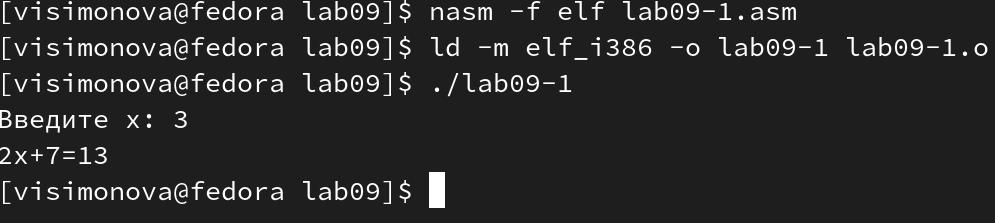 [visimonova@fedora lab09]$ nasm -f elf lab09-1.asm
[visimonova@fedora lab09]$ ld -m elf_i386 -o lab09-1 lab09-1.o
[visimonova@fedora lab09]$ ./lab09-1
Введите x: 3
2x+7=13
[visimonova@fedora lab09]$